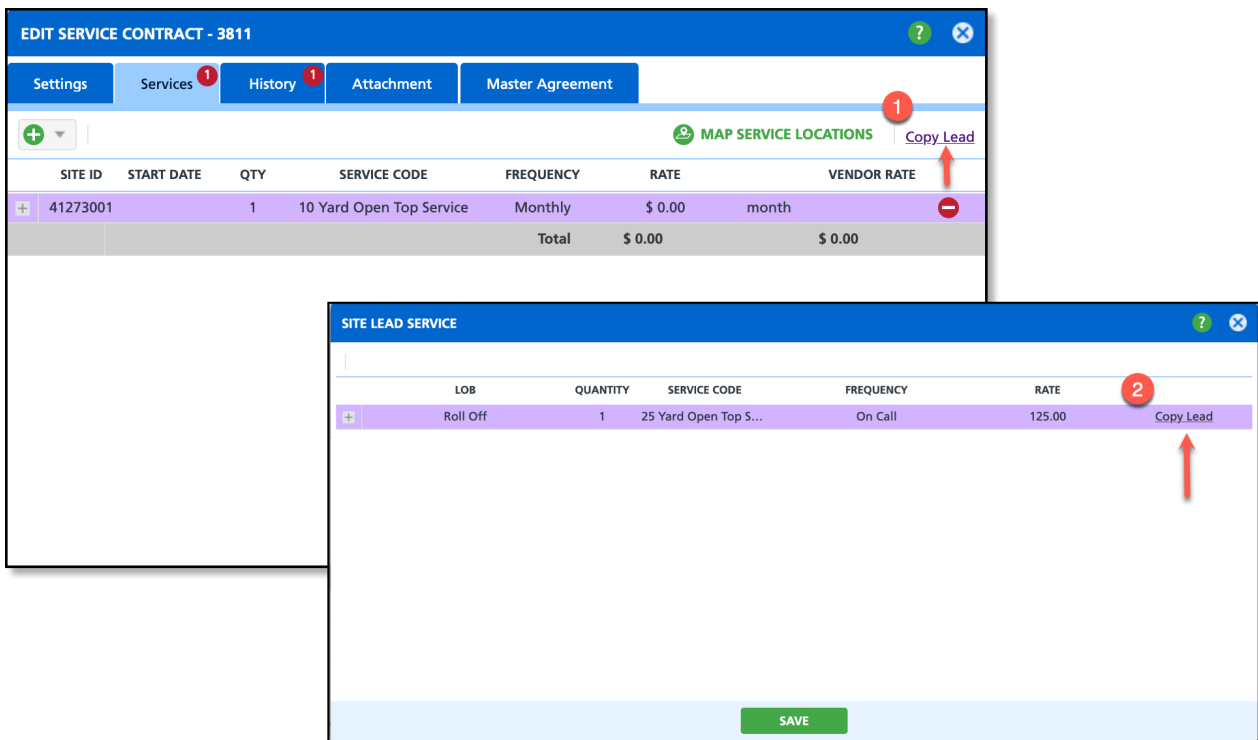 EDIT SERVICE CONTRACT - 3811 ?
Settings Services 1 History 1 Attachment Master Agreement
1
MAP SERVICE LOCATIONS Copy Lead
SITE ID START DATE QTY SERVICE CODE FREQUENCY RATE VENDOR RATE
41273001 1 10 Yard Open Top Service Monthly $ 0.00 month
Total $ 0.00 $ 0.00
SITE LEAD SERVICE ?
LOB QUANTITY SERVICE CODE FREQUENCY RATE 2
Roll Off 1 25 Yard Open Top S... On Call 125.00 Copy Lead
SAVE